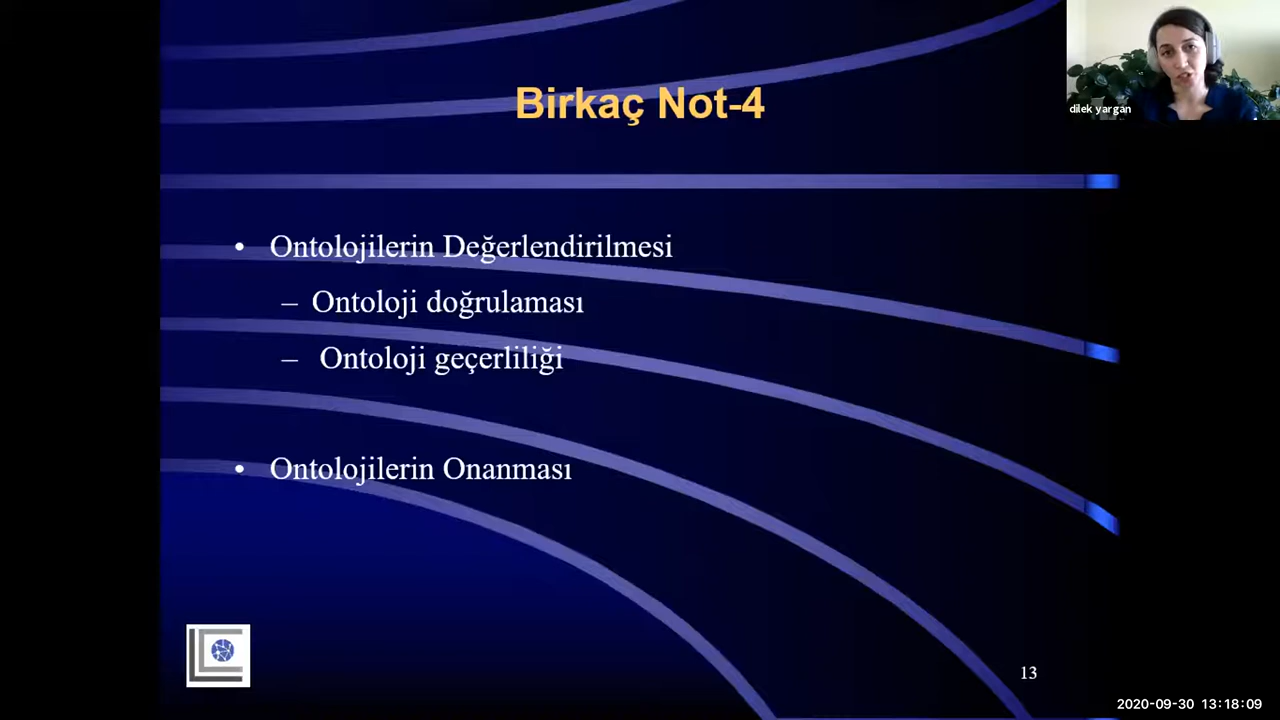 Birkaç Not-4
dilek yargan
• Ontolojilerin Değerlendirilmesi
– Ontoloji doğrulaması
– Ontoloji geçerliliği
• Ontolojilerin Onanması
13
2020-09-30 13:18:09